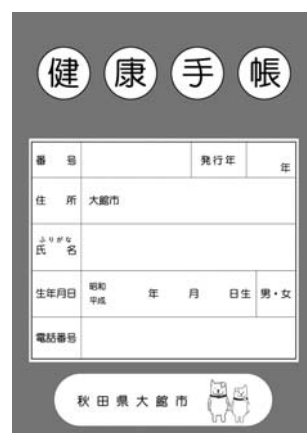 健康手帳
番号 発行年 年
住所 大館市
ふりがな
氏名
生年月日 昭和 平成 年 月 日生 男・女
電話番号
秋田県大館市